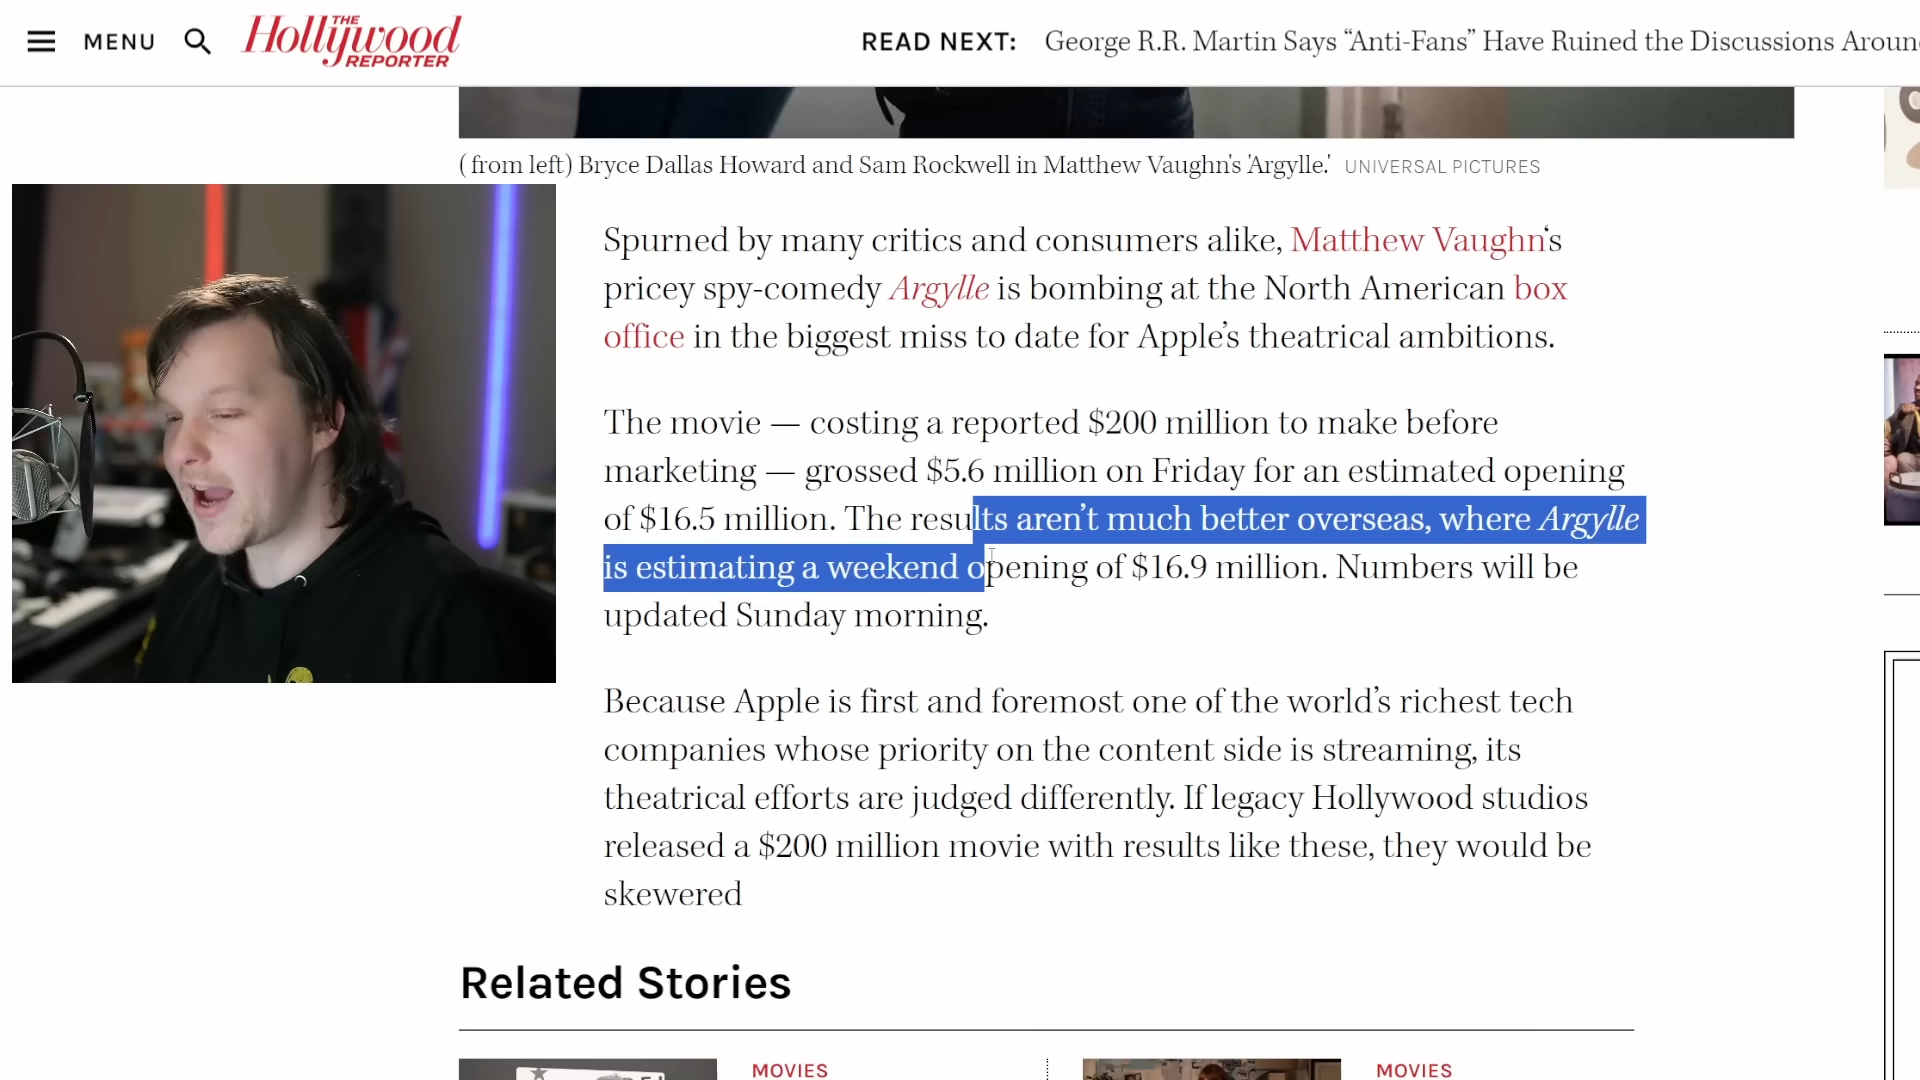 MENU
THE
Hollywood
REPORTER
READ NEXT: George R.R. Martin Says “Anti-Fans” Have Ruined the Discussions
( from left) Bryce Dallas Howard and Sam Rockwell in Matthew Vaughn's 'Argylle.' UNIVERSAL PICTURES
Spurned by many critics and consumers alike, Matthew Vaughn‘s
pricey spy-comedy Argylle is bombing at the North American box
office in the biggest miss to date for Apple’s theatrical ambitions.
The movie — costing a reported $200 million to make before
marketing — grossed $5.6 million on Friday for an estimated opening
of $16.5 million. The results aren’t much better overseas, where Argylle
is estimating a weekend opening of $16.9 million. Numbers will be
updated Sunday morning.
Because Apple is first and foremost one of the world’s richest tech
companies whose priority on the content side is streaming, its
theatrical efforts are judged differently. If legacy Hollywood studios
released a $200 million movie with results like these, they would be
skewered
Related Stories
MOVIES
MOVIES